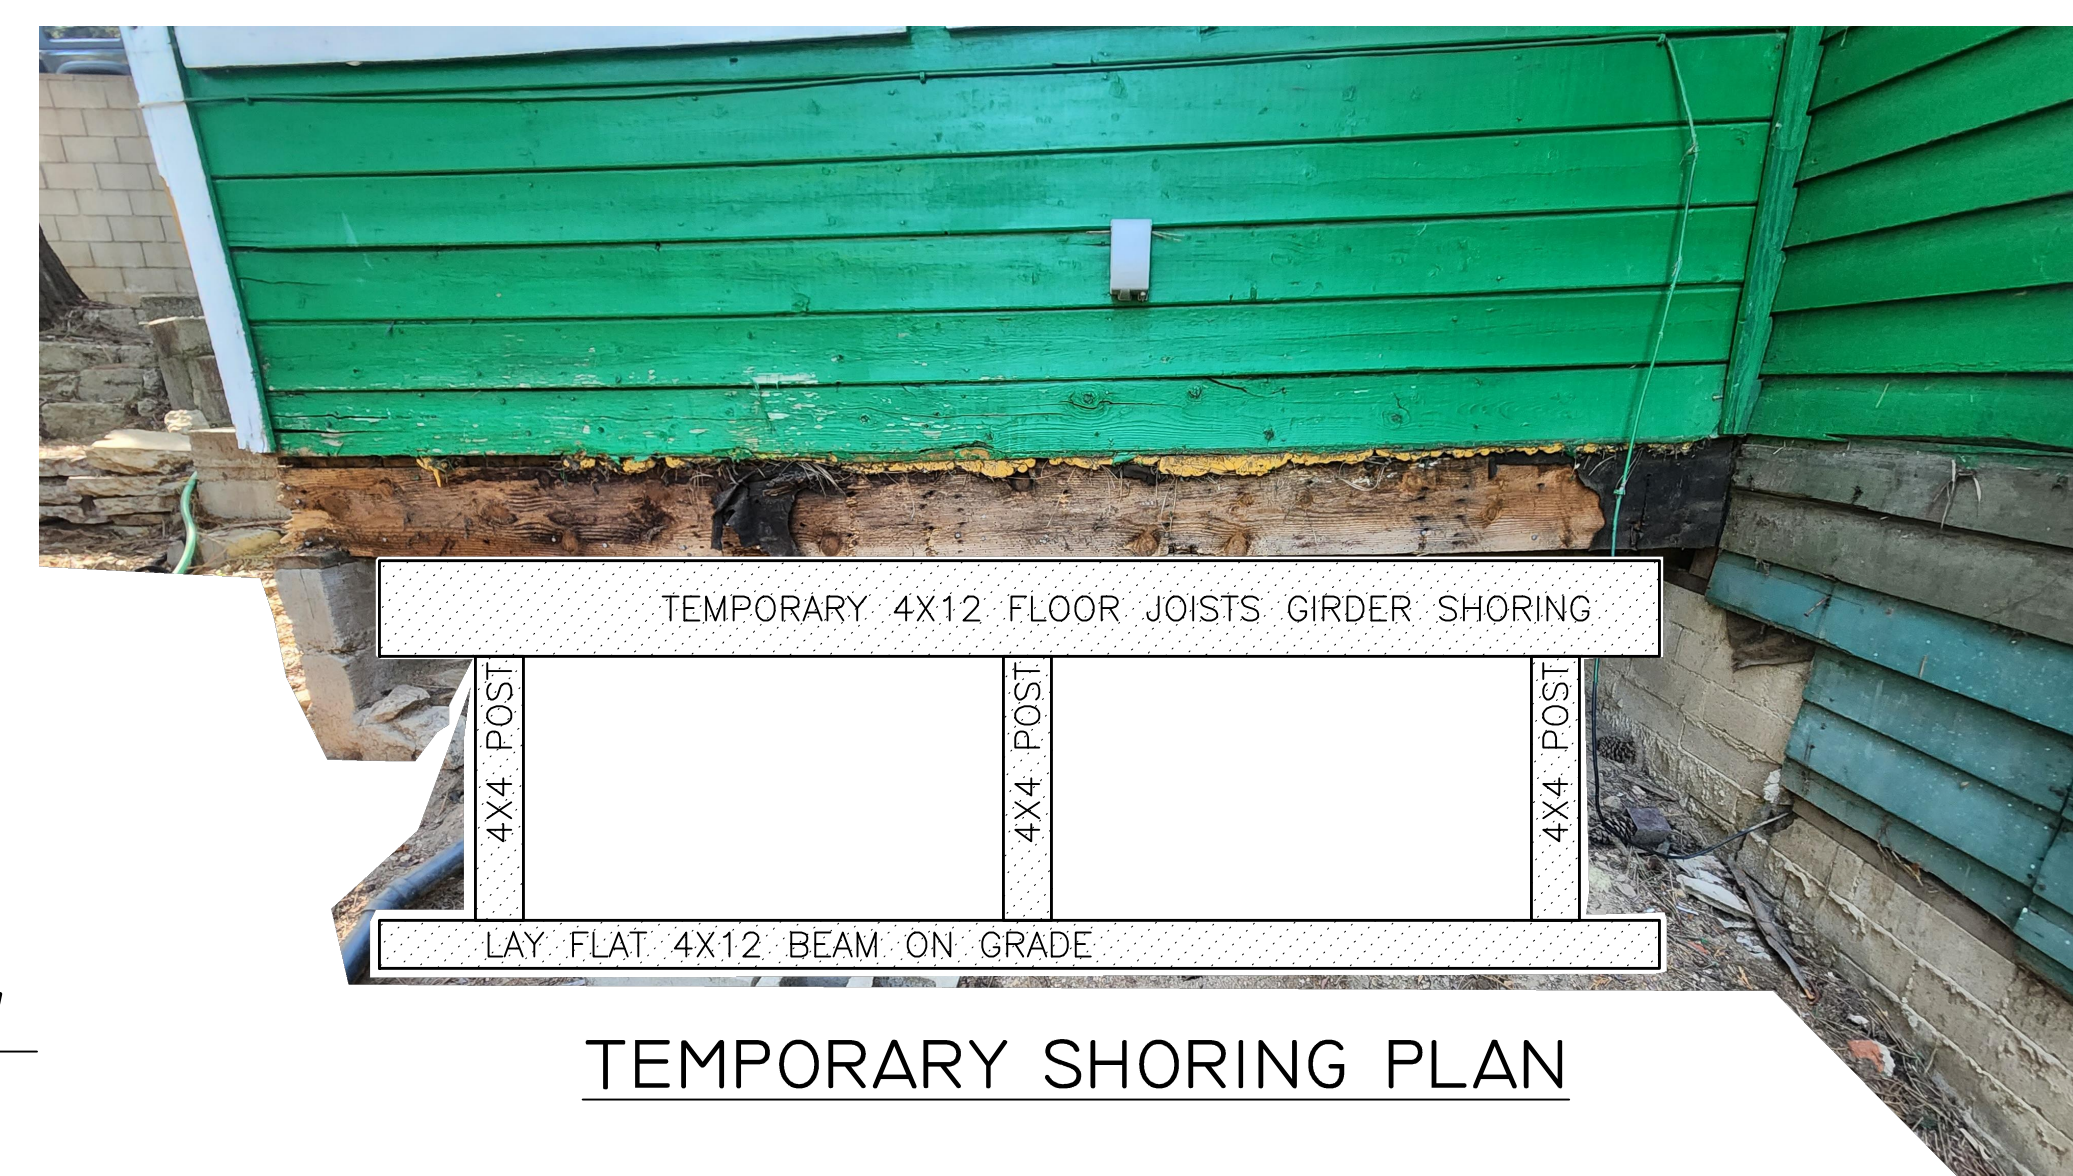 TEMPORARY 4X12 FLOOR JOISTS GIRDER SHORING
4X4 POST
4X4 POST
4X4 POST
LAY FLAT 4X12 BEAM ON GRADE
TEMPORARY SHORING PLAN